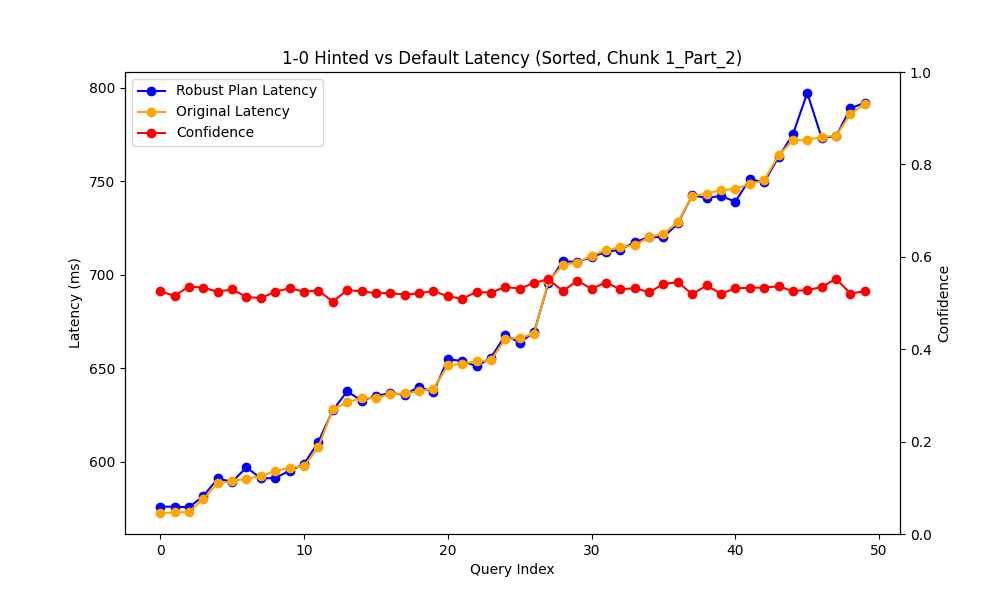 1-0 Hinted vs Default Latency (Sorted, Chunk 1_Part_2)
Robust Plan Latency
Original Latency
Confidence
800
750
700
650
600
Latency (ms)
1.0
0.8
0.6
0.4
0.2
0.0
Confidence
0 10 20 30 40 50
Query Index